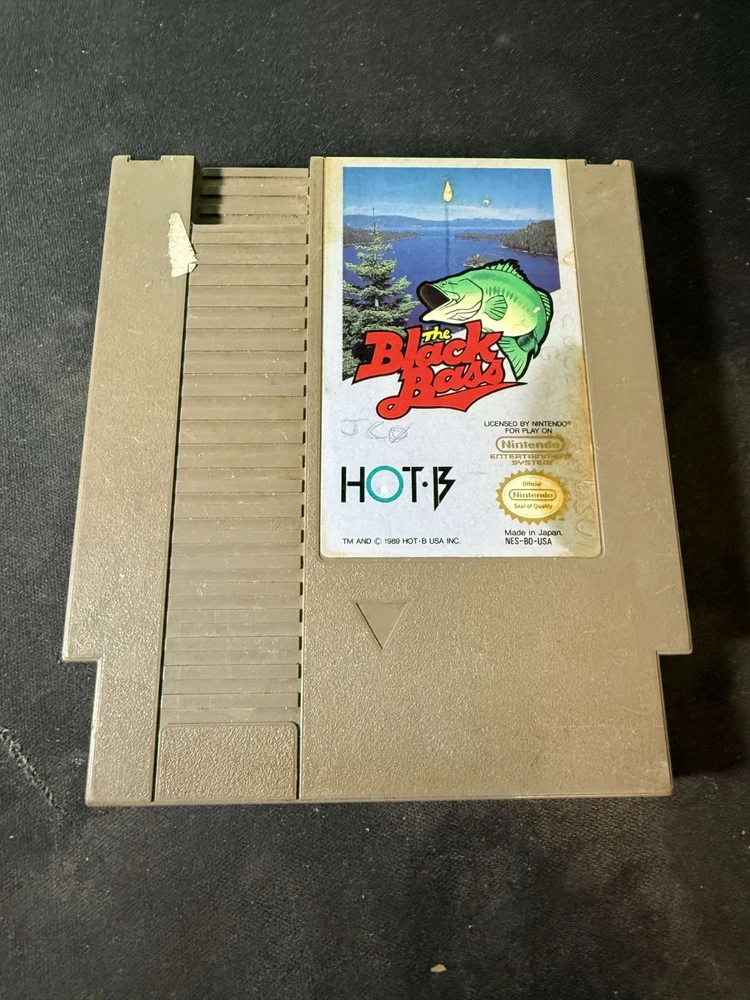 The
Black
Bass
LICENSED BY NINTENDO®
FOR PLAY ON
Nintendo
ENTERTAINMENT
SYSTEM
HOT·B
Official
Nintendo
Seal of Quality
TM AND © 1989 HOT·B USA INC.
Made in Japan
NES-BO-USA